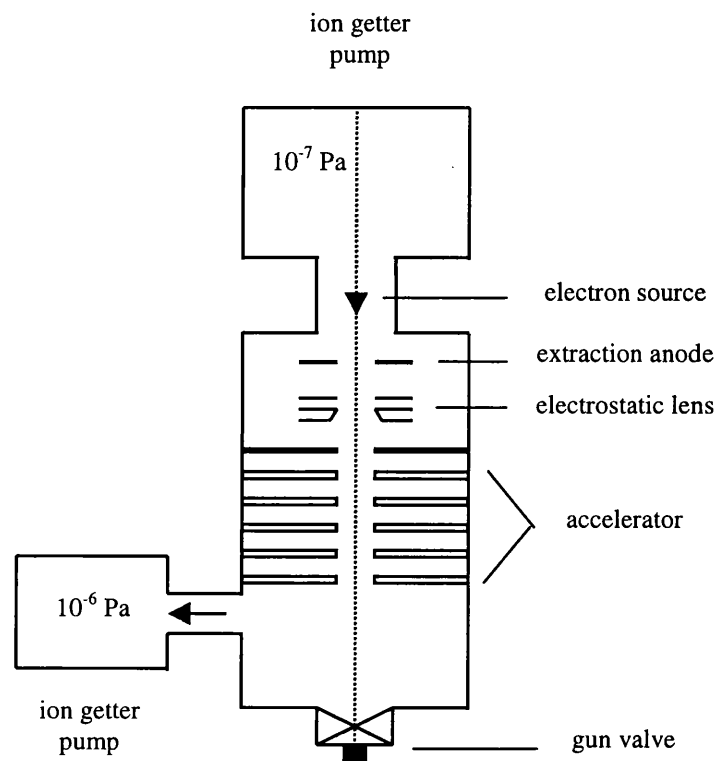 ion getter
pump
10⁻⁷ Pa
electron source
extraction anode
electrostatic lens
accelerator
10⁻⁶ Pa
ion getter
pump
gun valve